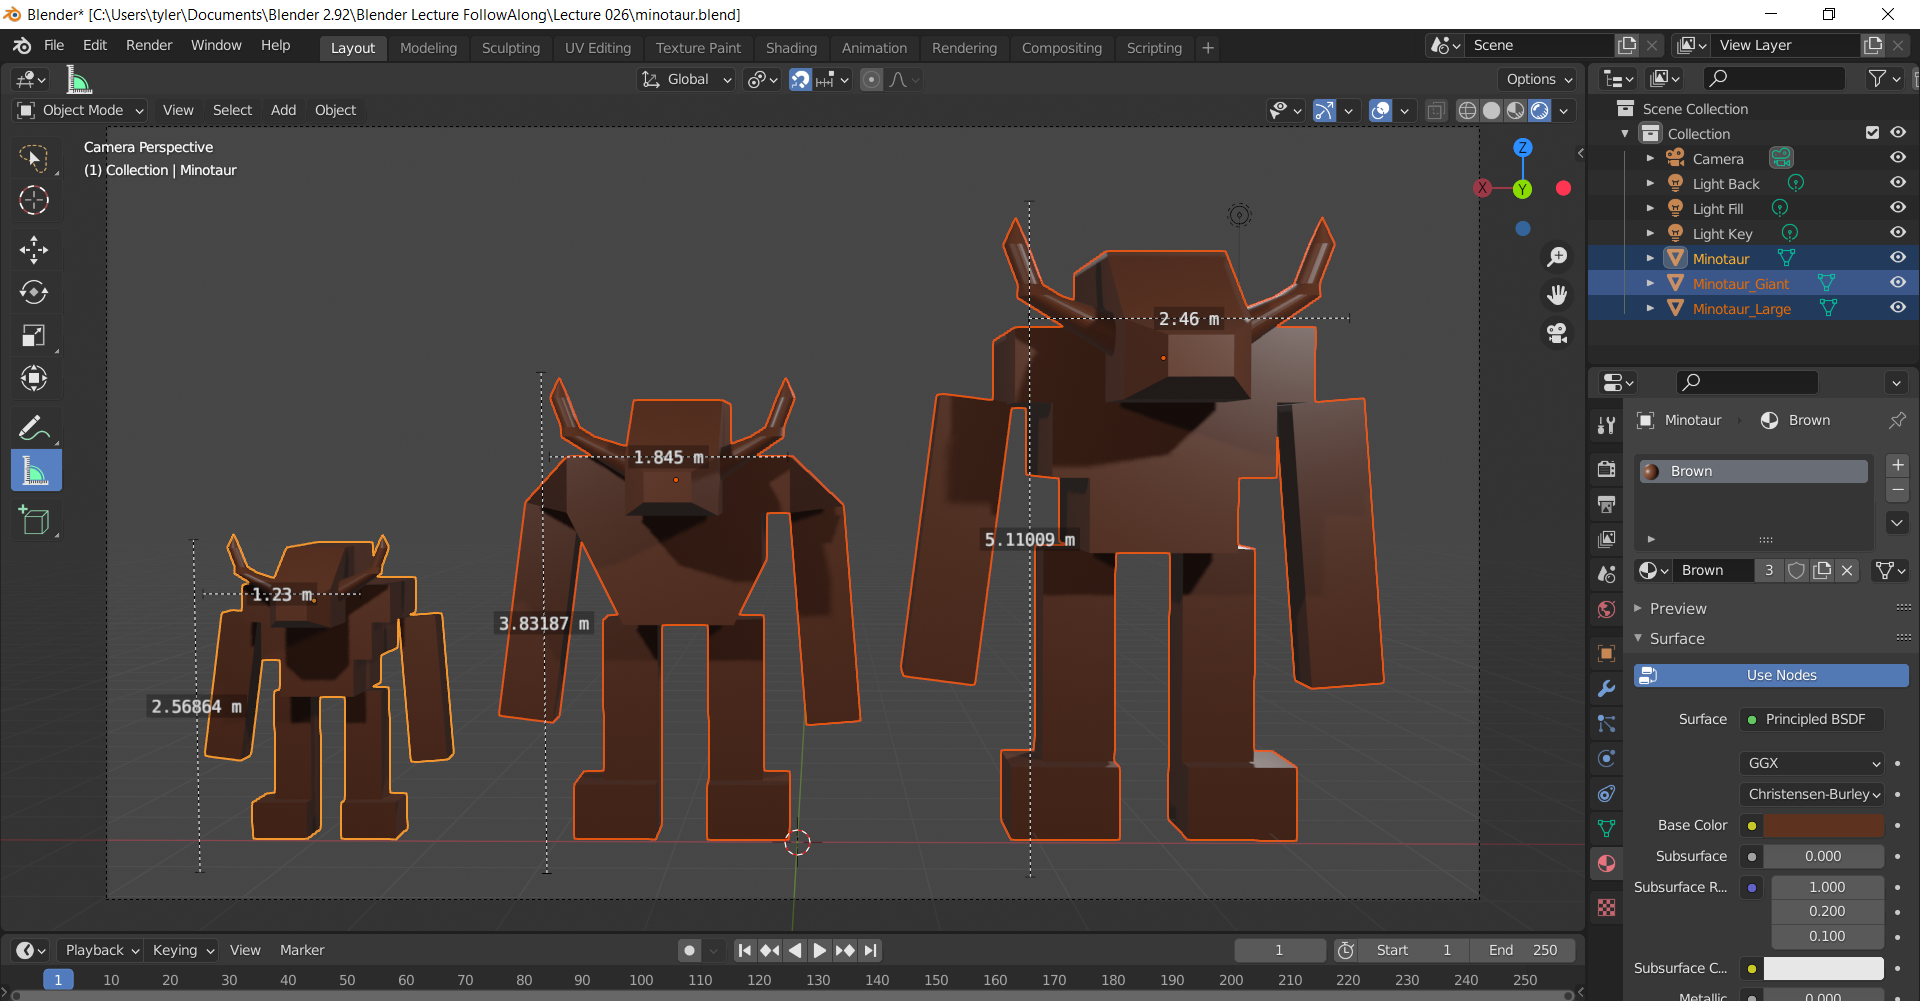 Blender* [C:\Users\tyler\Documents\Blender 2.92\Blender Lecture FollowAlong\Lecture 026\minotaur.blend]
File Edit Render Window Help Layout Modeling Sculpting UV Editing Texture Paint Shading Animation Rendering Compositing Scripting + Scene View Layer
Global Options
Object Mode View Select Add Object
Camera Perspective
(1) Collection | Minotaur
Z
X
Y
2.46 m
1.845 m
5.11009 m
1.23 m
3.83187 m
2.56864 m
Scene Collection
Collection
Camera
Light Back
Light Fill
Light Key
Minotaur
Minotaur_Giant
Minotaur_Large
Minotaur Brown
Brown
Brown 3
Preview
Surface
Use Nodes
Surface Principled BSDF
GGX
Christensen-Burley
Base Color
Subsurface 0.000
Subsurface R... 1.000
0.200
0.100
Subsurface C...
Metallic 0.000
Playback Keying View Marker 1 Start 1 End 250
1 10 20 30 40 50 60 70 80 90 100 110 120 130 140 150 160 170 180 190 200 210 220 230 240 250